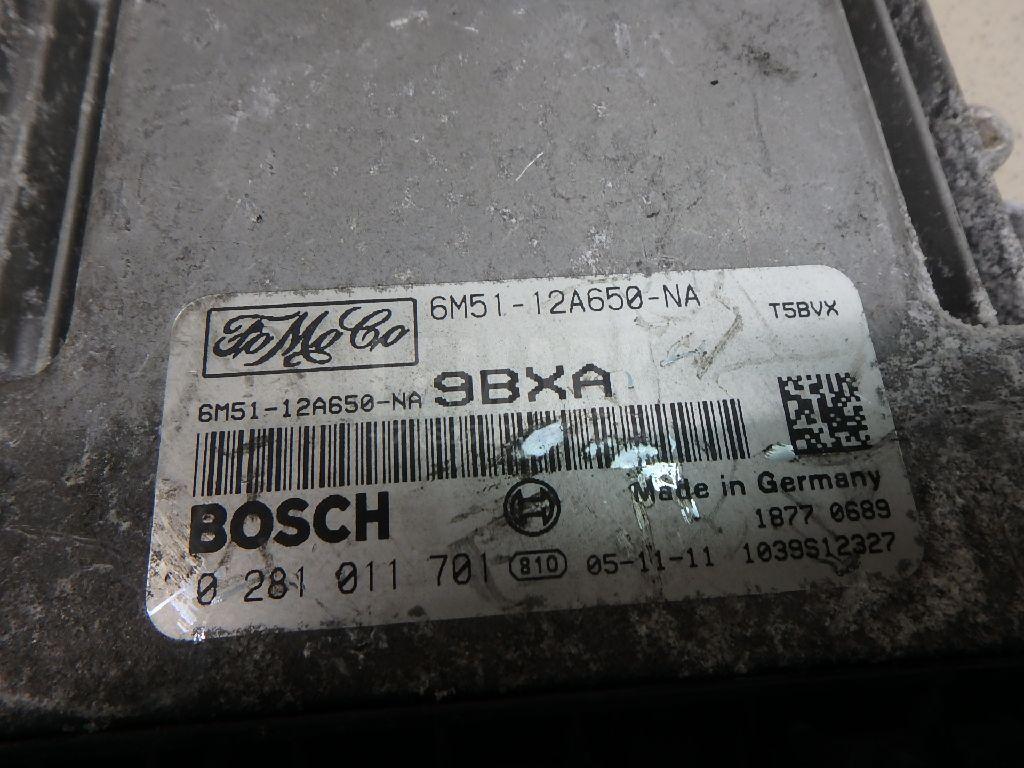 FoMoCo 6M51-12A650-NA T5BVX
6M51-12A650-NA 9BXA
BOSCH Made in Germany
1877 0689
0 281 011 701 810 05-11-11 1039S12327